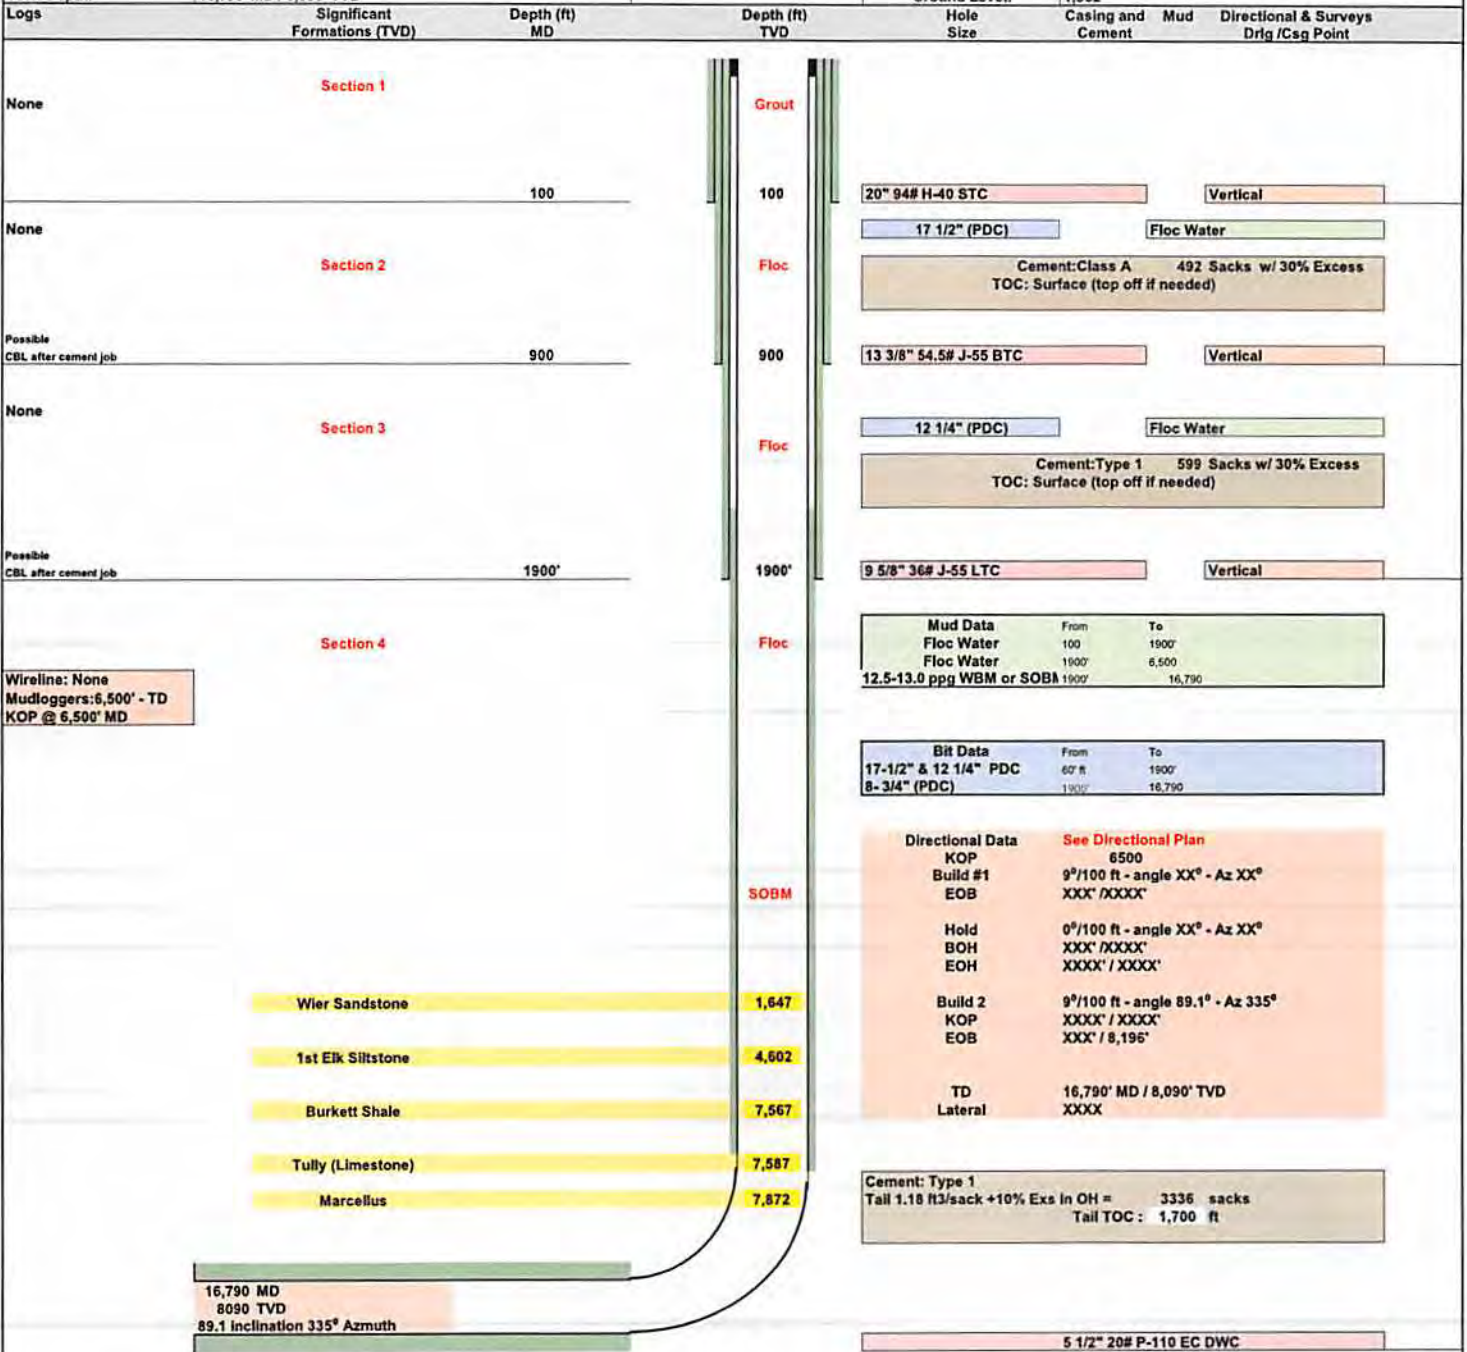 Logs Significant Formations (TVD) Depth (ft) MD Depth (ft) TVD Hole Size Casing and Cement Mud Directional & Surveys Drlg /Csg Point
Section 1
None Grout
100 100 20" 94# H-40 STC Vertical
None 17 1/2" (PDC) Floc Water
Section 2 Floc Cement:Class A 492 Sacks w/ 30% Excess
TOC: Surface (top off if needed)
Possible
CBL after cement job 900 900 13 3/8" 54.5# J-55 BTC Vertical
None
Section 3 Floc 12 1/4" (PDC) Floc Water
Cement:Type 1 599 Sacks w/ 30% Excess
TOC: Surface (top off if needed)
Possible
CBL after cement job 1900' 1900' 9 5/8" 36# J-55 LTC Vertical
Section 4 Floc
Mud Data From To
Floc Water 100 1900'
Floc Water 1900' 6,500
12.5-13.0 ppg WBM or SOBM 1900' 16,790
Wireline: None
Mudloggers:6,500' - TD
KOP @ 6,500' MD
Bit Data From To
17-1/2" & 12 1/4" PDC 60' ft 1900'
8- 3/4" (PDC) 1900' 16,790
SOBM
Directional Data See Directional Plan
KOP 6500
Build #1 9⁰/100 ft - angle XX⁰ - Az XX⁰
EOB XXX' /XXXX'
Hold 0⁰/100 ft - angle XX⁰ - Az XX⁰
BOH XXX' /XXXX'
EOH XXXX' / XXXX'
Build 2 9⁰/100 ft - angle 89.1⁰ - Az 335⁰
KOP XXXX' / XXXX'
EOB XXX' / 8,196'
TD 16,790' MD / 8,090' TVD
Lateral XXXX
Wier Sandstone 1,647
1st Elk Siltstone 4,602
Burkett Shale 7,567
Tully (Limestone) 7,587
Marcellus 7,872
Cement: Type 1
Tail 1.18 ft3/sack +10% Exs in OH = 3336 sacks
Tail TOC : 1,700 ft
16,790 MD
8090 TVD
89.1 Inclination 335⁰ Azmuth
5 1/2" 20# P-110 EC DWC